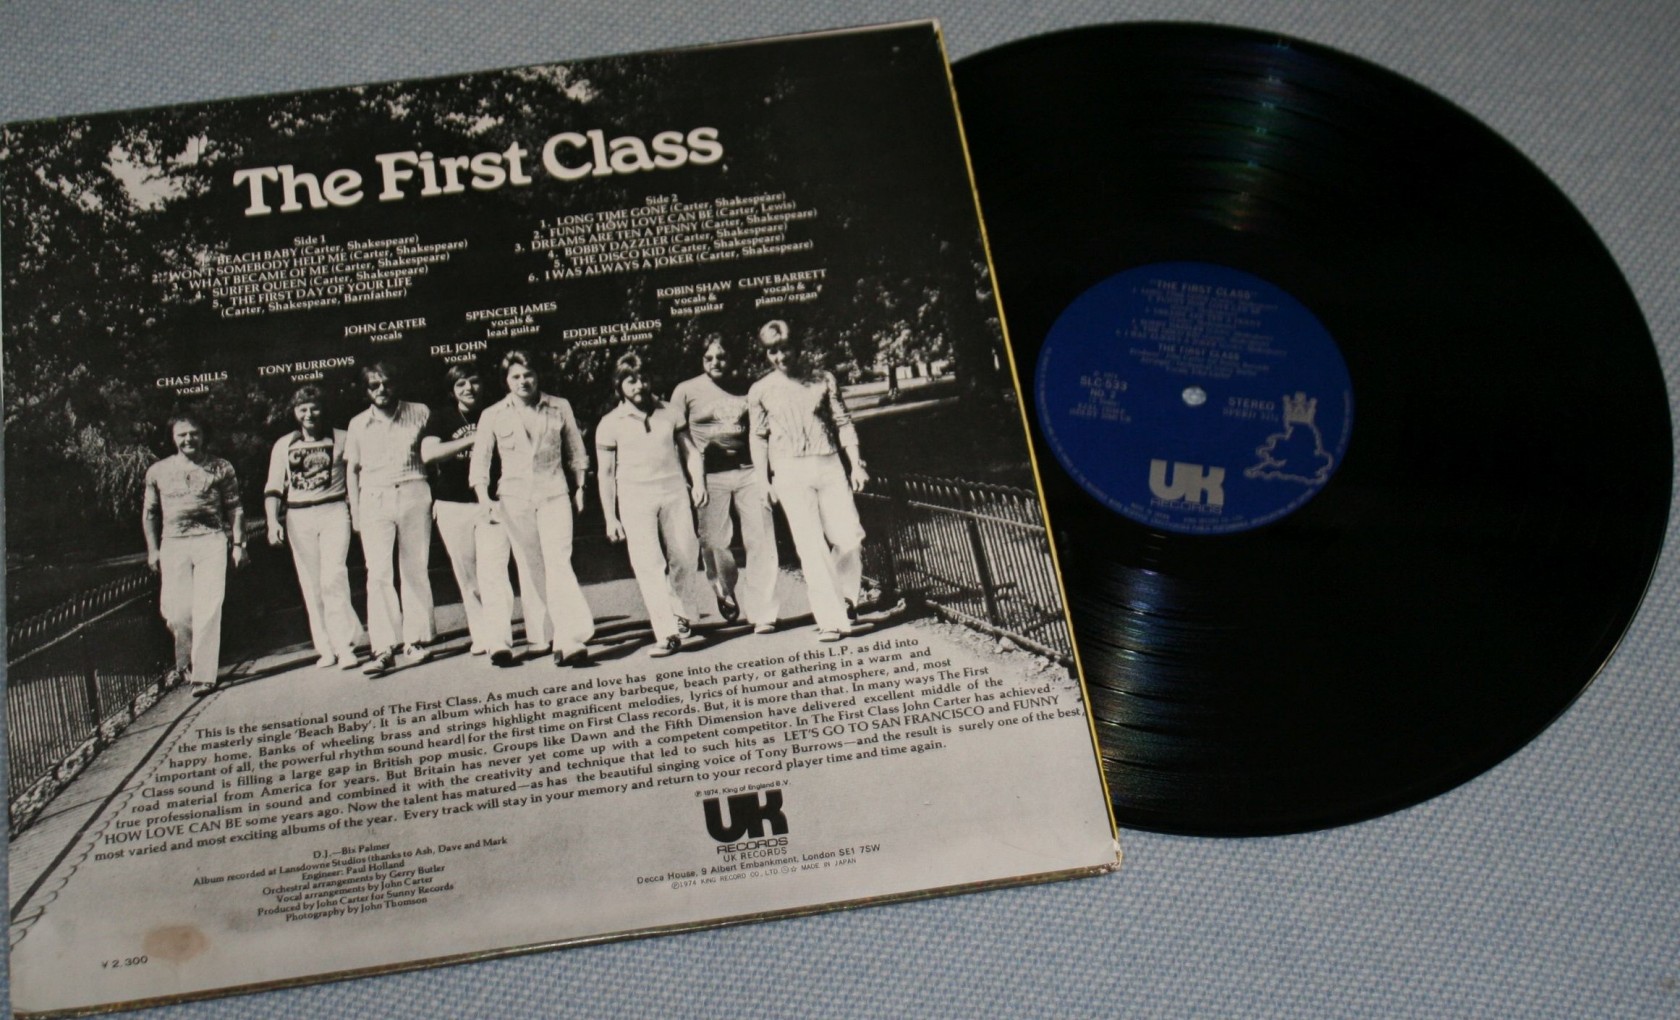 The First Class
Side 1
BEACH BABY (Carter, Shakespeare)
2. WON'T SOMEBODY HELP ME (Carter, Shakespeare)
3. WHAT BECAME OF ME (Carter, Shakespeare)
4. SURFER QUEEN (Carter, Shakespeare)
5. THE FIRST DAY OF YOUR LIFE
(Carter, Shakespeare, Barnfather)
Side 2
1. LONG TIME GONE (Carter, Shakespeare)
2. FUNNY HOW LOVE CAN BE (Carter, Lewis)
3. DREAMS ARE TEN A PENNY (Carter, Shakespeare)
4. BOBBY DAZZLER (Carter, Shakespeare)
5. THE DISCO KID (Carter, Shakespeare)
6. I WAS ALWAYS A JOKER (Carter, Shakespeare)
CHAS MILLS
vocals
TONY BURROWS
vocals
JOHN CARTER
vocals
DEL JOHN
vocals
SPENCER JAMES
vocals &
lead guitar
EDDIE RICHARDS
vocals & drums
ROBIN SHAW
vocals &
bass guitar
CLIVE BARRETT
vocals &
piano/organ
This is the sensational sound of The First Class. As much care and love has gone into the creation of this L.P. as did into
the masterly single 'Beach Baby'. It is an album which has to grace any barbeque, beach party, or gathering in a warm and
happy home. Banks of wheeling brass and strings highlight magnificent melodies, lyrics of humour and atmosphere, and, most
important of all, the powerful rhythm sound heard for the first time on First Class records. But, it is more than that. In many ways The First
Class sound is filling a large gap in British pop music. Groups like Dawn and the Fifth Dimension have delivered excellent middle of the
road material from America for years. But Britain has never yet come up with a competent competitor. In The First Class John Carter has achieved
true professionalism in sound and combined it with the creativity and technique that led to such hits as LET'S GO TO SAN FRANCISCO and FUNNY
HOW LOVE CAN BE some years ago. Now the talent has matured—as has the beautiful singing voice of Tony Burrows—and the result is surely one of the best,
most varied and most exciting albums of the year. Every track will stay in your memory and return to your record player time and time again.
D.J.—Bis Palmer
Album recorded at Lansdowne Studios (thanks to Ash, Dave and Mark
Engineer: Paul Holland
Orchestral arrangements by Gerry Butler
Vocal arrangements by John Carter
Produced by John Carter for Sunny Records
Photography by John Thomson
℗ 1974, King of England B.V.
UK
RECORDS
UK RECORDS
Decca House, 9 Albert Embankment, London SE1 7SW
©1974 KING RECORD CO., LTD. MADE IN JAPAN
¥2,300
"THE FIRST CLASS"
THE FIRST CLASS
SLC-533
NO. 2
STEREO
SPEED 33⅓
UK
RECORDS